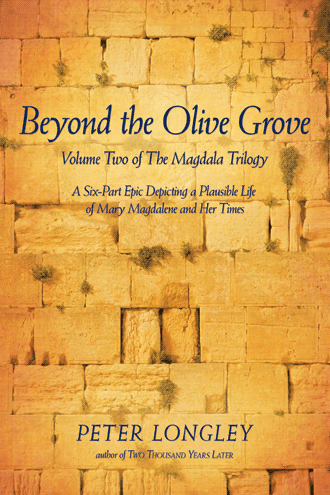 Beyond the Olive Grove
Volume Two of The Magdala Trilogy
A Six-Part Epic Depicting a Plausible Life
of Mary Magdalene and Her Times
PETER LONGLEY
author of TWO THOUSAND YEARS LATER